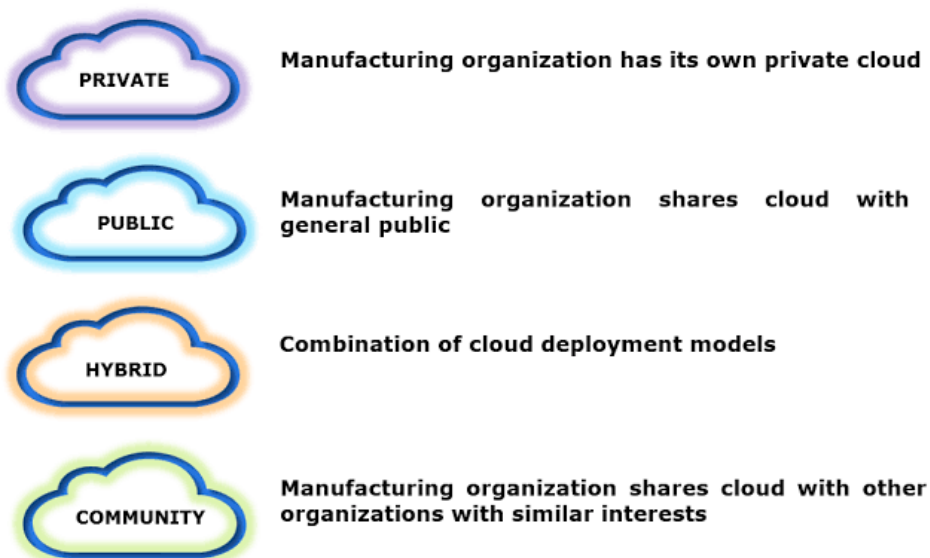 PRIVATE
Manufacturing organization has its own private cloud
PUBLIC
Manufacturing organization shares cloud with
general public
HYBRID
Combination of cloud deployment models
COMMUNITY
Manufacturing organization shares cloud with other
organizations with similar interests